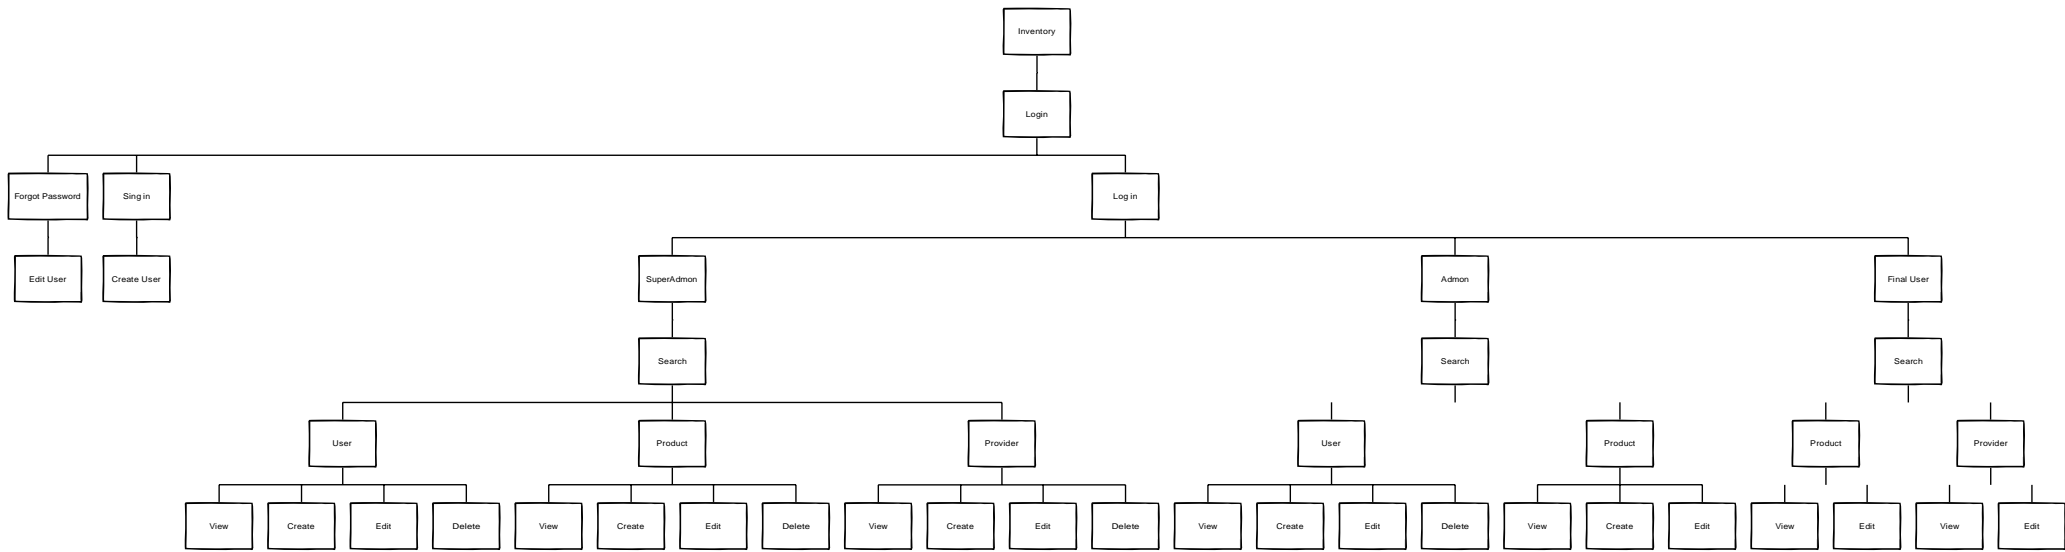 Inventory
Login
Forgot Password
Sing in
Log in
Edit User
Create User
SuperAdmon
Admon
Final User
Search
Search
Search
User
Product
Provider
User
Product
Product
Provider
View
Create
Edit
Delete
View
Create
Edit
Delete
View
Create
Edit
Delete
View
Create
Edit
Delete
View
Create
Edit
View
Edit
View
Edit